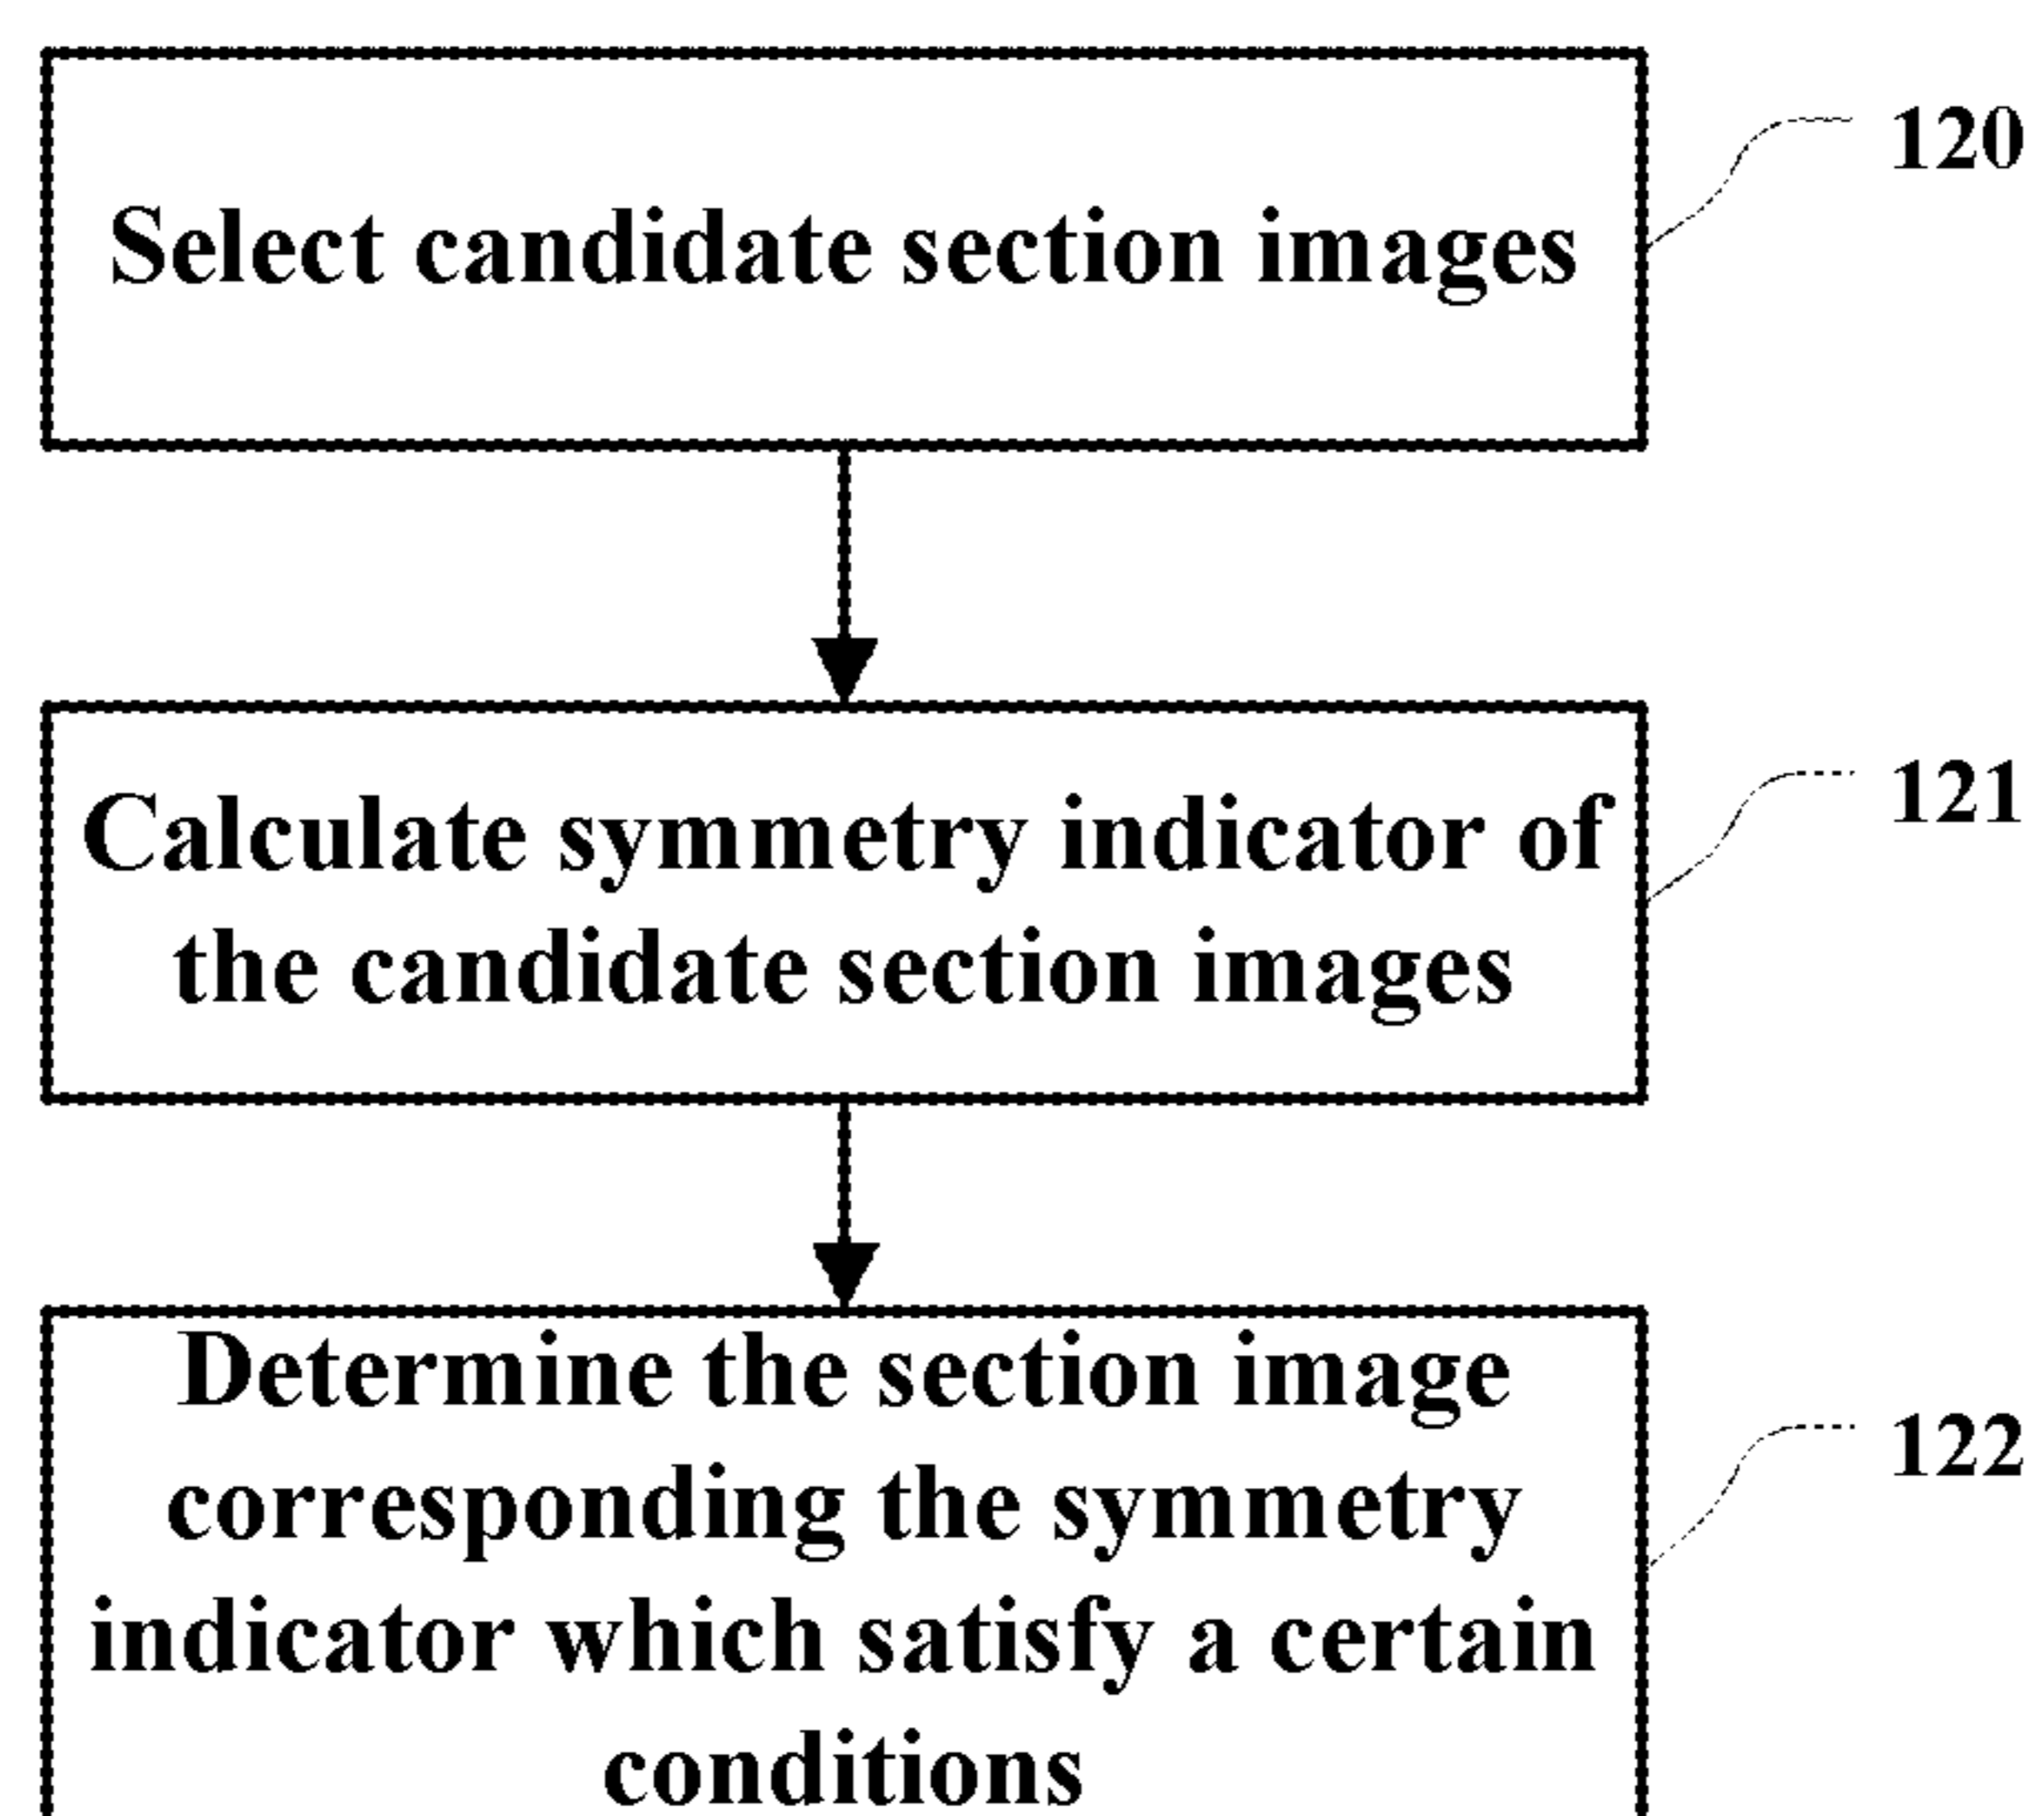 Select candidate section images
120
Calculate symmetry indicator of
the candidate section images
121
Determine the section image
corresponding the symmetry
indicator which satisfy a certain
conditions
122